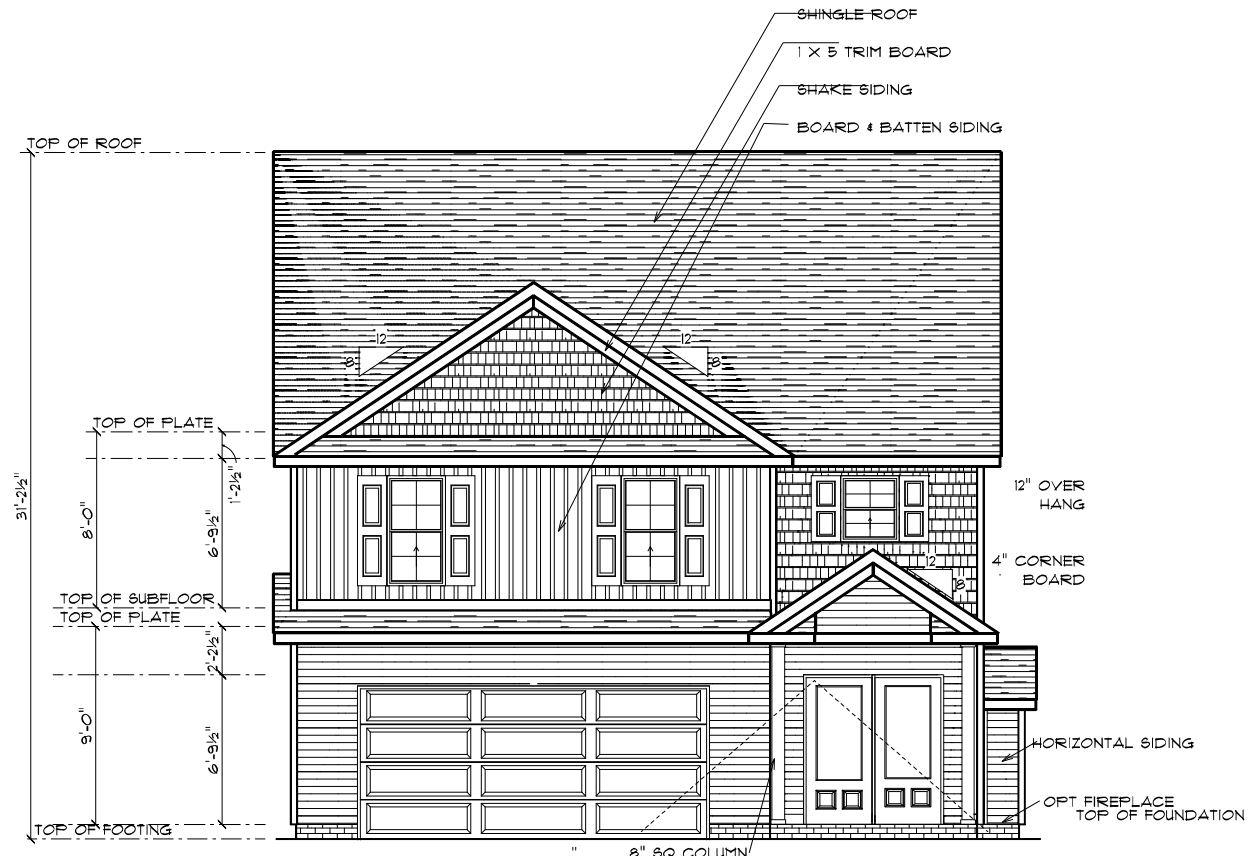 SHINGLE ROOF
1 X 5 TRIM BOARD
SHAKE SIDING
BOARD & BATTEN SIDING
TOP OF ROOF
12
12
8
8
TOP OF PLATE
31'-2½"
8'-0"
1'-2½"
6'-9½"
12" OVER
HANG
12
8
4" CORNER
BOARD
TOP OF SUBFLOOR
TOP OF PLATE
2'-2½"
9'-0"
6'-9½"
HORIZONTAL SIDING
OPT FIREPLACE
TOP OF FOUNDATION
TOP OF FOOTING
" 8" SQ COLUMN